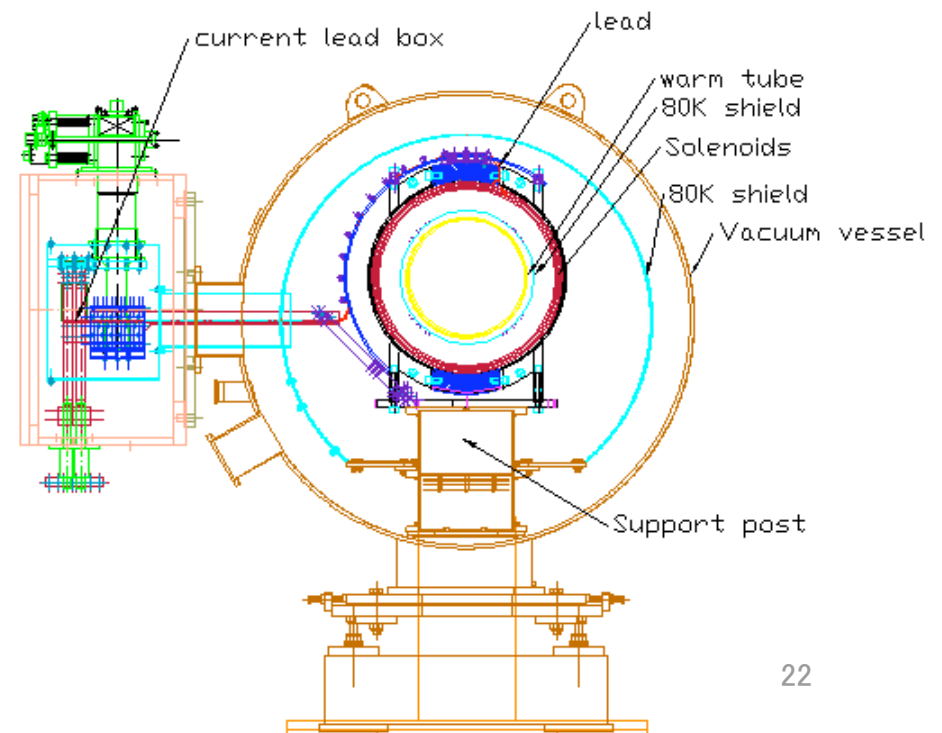 current lead box
lead
warm tube
80K shield
Solenoids
80K shield
Vacuum vessel
Support post
22